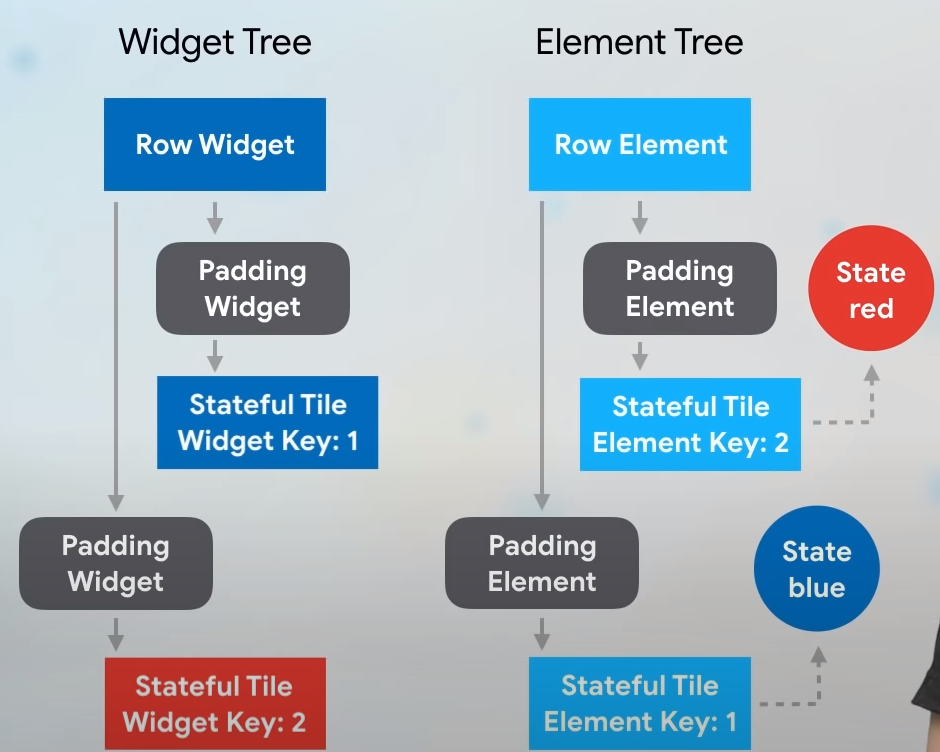 Widget Tree
Element Tree
Row Widget
Row Element
Padding
Widget
Padding
Element
State
red
Stateful Tile
Widget Key: 1
Stateful Tile
Element Key: 2
Padding
Widget
Padding
Element
State
blue
Stateful Tile
Widget Key: 2
Stateful Tile
Element Key: 1